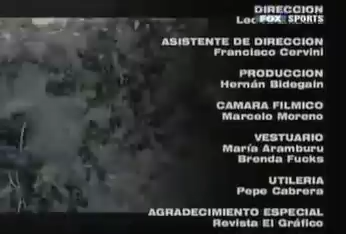 DIRECCION
FOX SPORTS
ASISTENTE DE DIRECCION
Francisco Cervini
PRODUCCION
Hernán Bidegain
CAMARA FILMICO
Marcelo Moreno
VESTUARIO
María Aramburu
Brenda Fucks
UTILERIA
Pepe Cabrera
AGRADECIMIENTO ESPECIAL
Revista El Gráfico